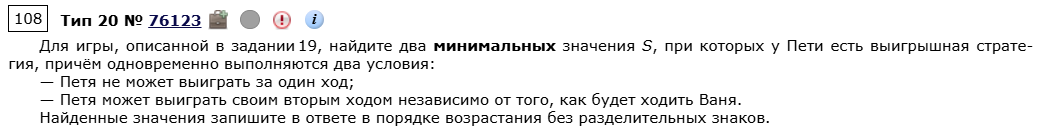 108 Тип 20 № 76123 i
Для игры, описанной в задании 19, найдите два минимальных значения S, при которых у Пети есть выигрышная страте-
гия, причём одновременно выполняются два условия:
— Петя не может выиграть за один ход;
— Петя может выиграть своим вторым ходом независимо от того, как будет ходить Ваня.
Найденные значения запишите в ответе в порядке возрастания без разделительных знаков.